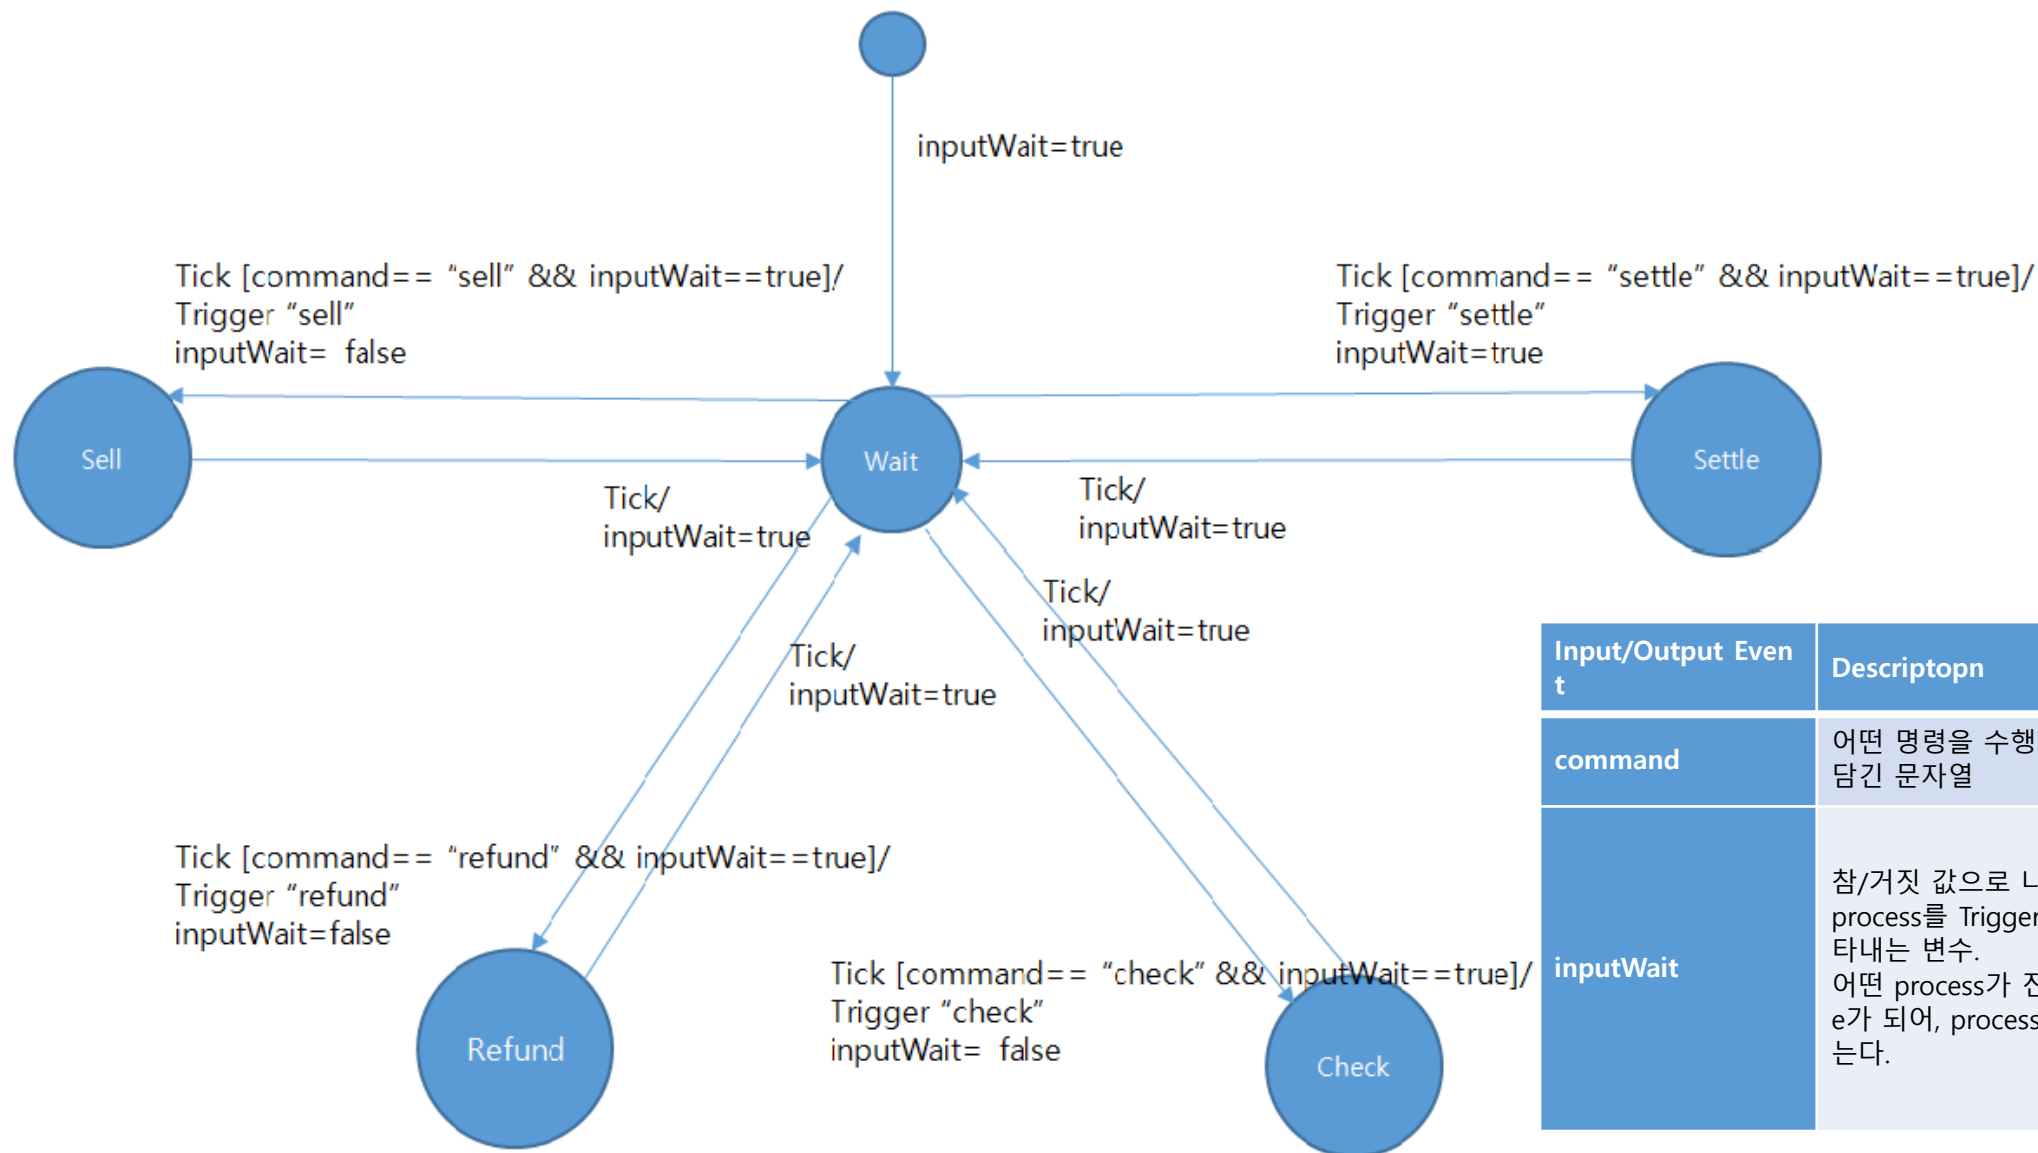 inputWait=true
Tick [command== “sell” && inputWait==true]/
Trigger “sell”
inputWait= false
Tick [command== “settle” && inputWait==true]/
Trigger “settle”
inputWait=true
Sell
Wait
Settle
Tick/
inputWait=true
Tick/
inputWait=true
Tick/
inputWait=true
Tick/
inputWait=true
Tick [command== “refund” && inputWait==true]/
Trigger “refund”
inputWait=false
Refund
Tick [command== “check” && inputWait==true]/
Trigger “check”
inputWait= false
Check
Input/Output Even
t
Descriptopn
command
어떤 명령을 수행
담긴 문자열
inputWait
참/거짓 값으로
process를 Trigger
타내는 변수.
어떤 process가
e가 되어, process
는다.